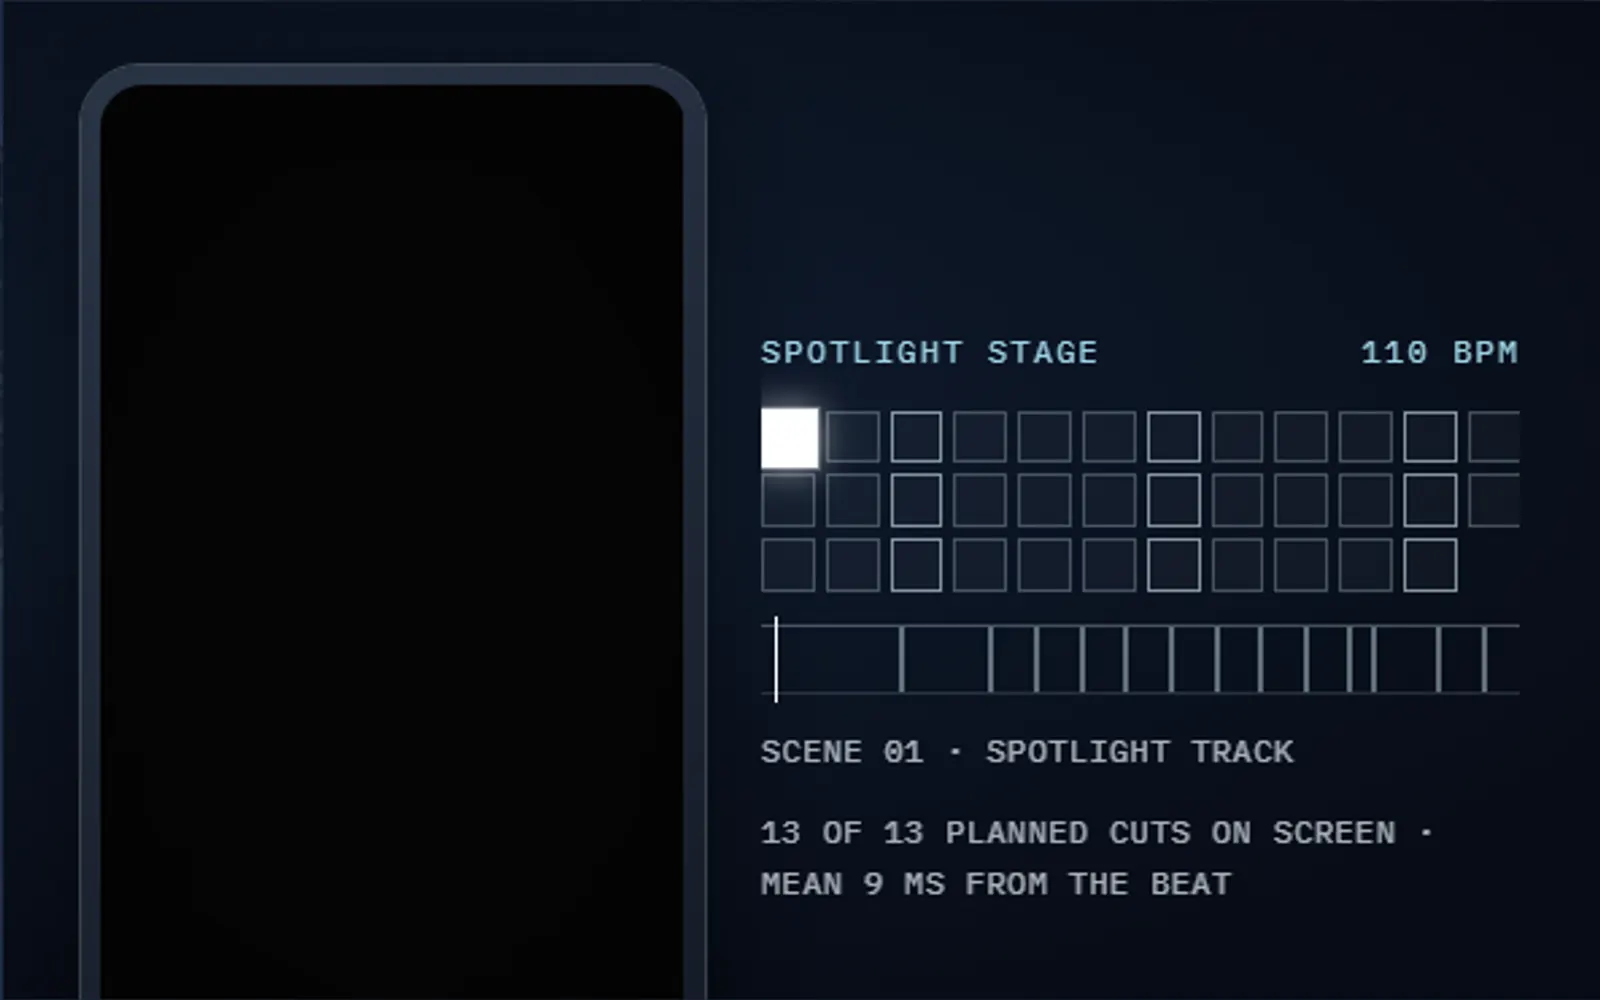 SPOTLIGHT STAGE 110 BPM
SCENE 01 · SPOTLIGHT TRACK
13 OF 13 PLANNED CUTS ON SCREEN ·
MEAN 9 MS FROM THE BEAT